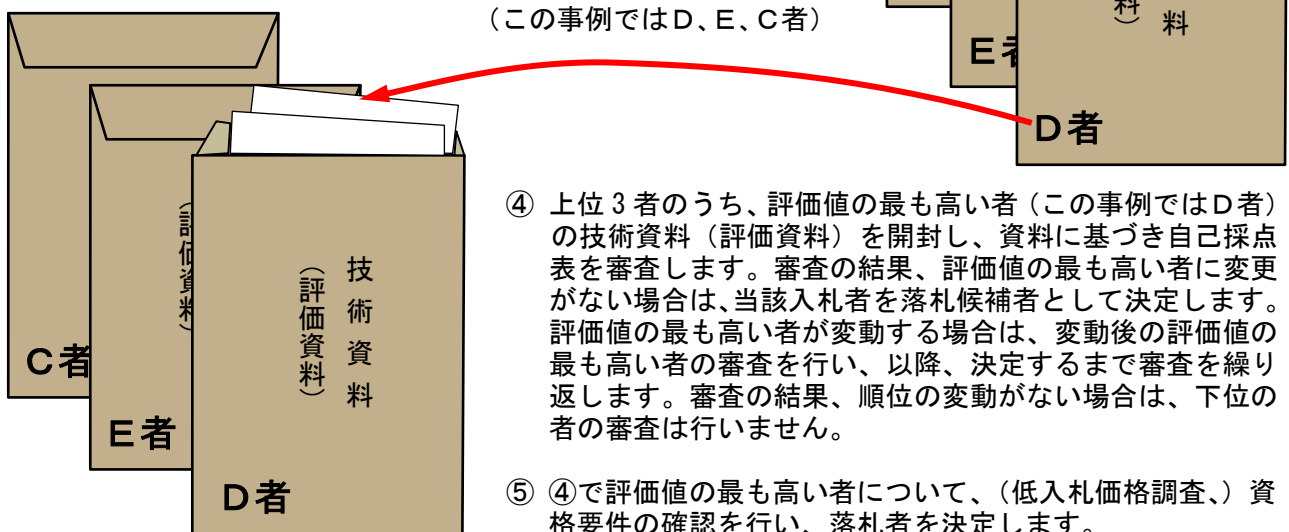 (この事例ではD、E、C者)
料
料)
E者
D者
④ 上位3者のうち、評価値の最も高い者(この事例ではD者)
の技術資料(評価資料)を開封し、資料に基づき自己採点
表を審査します。審査の結果、評価値の最も高い者に変更
がない場合は、当該入札者を落札候補者として決定します。
評価値の最も高い者が変動する場合は、変動後の評価値の
最も高い者の審査を行い、以降、決定するまで審査を繰り
返します。審査の結果、順位の変動がない場合は、下位の
者の審査は行いません。
⑤ ④で評価値の最も高い者について、(低入札価格調査、)資
格要件の確認を行い、落札者を決定します。
技術資料
(評価資料)
D者
(評価資料)
E者
C者